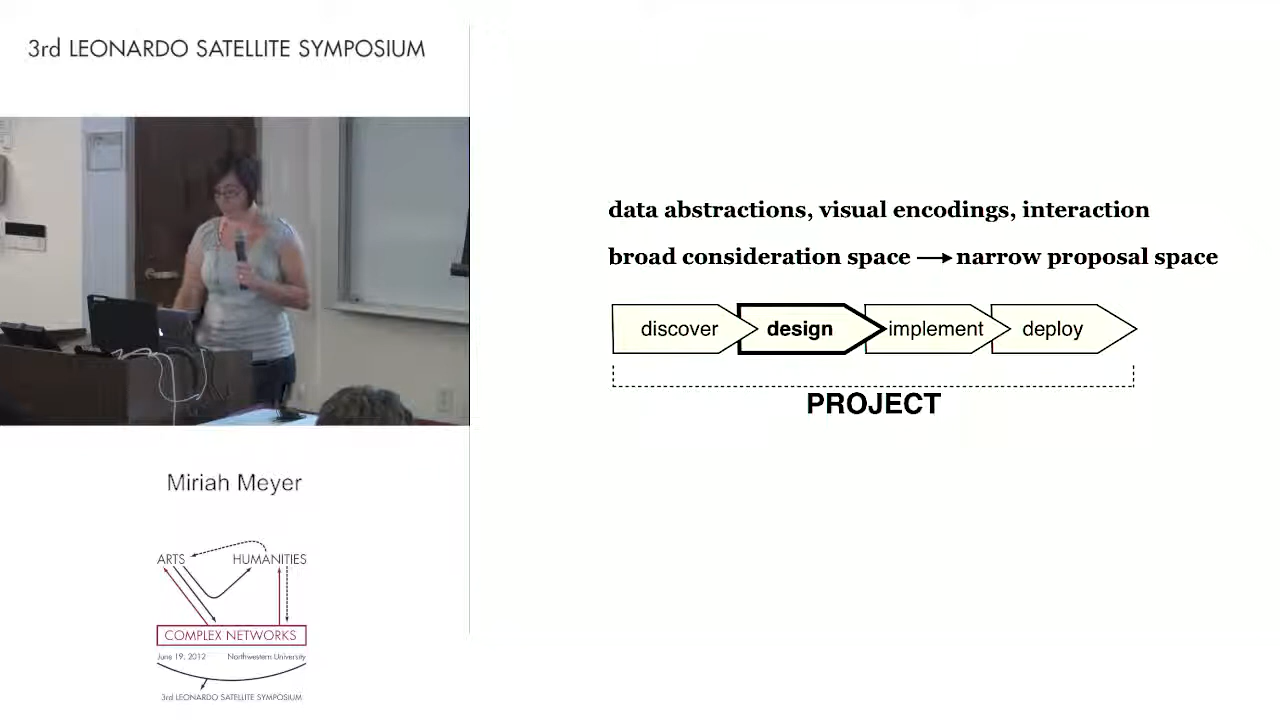 3rd LEONARDO SATELLITE SYMPOSIUM
data abstractions, visual encodings, interaction
broad consideration space → narrow proposal space
discover design implement deploy
PROJECT
Miriah Meyer
ARTS HUMANITIES
COMPLEX NETWORKS
June 19, 2012 Northwestern University
3rd LEONARDO SATELLITE SYMPOSIUM